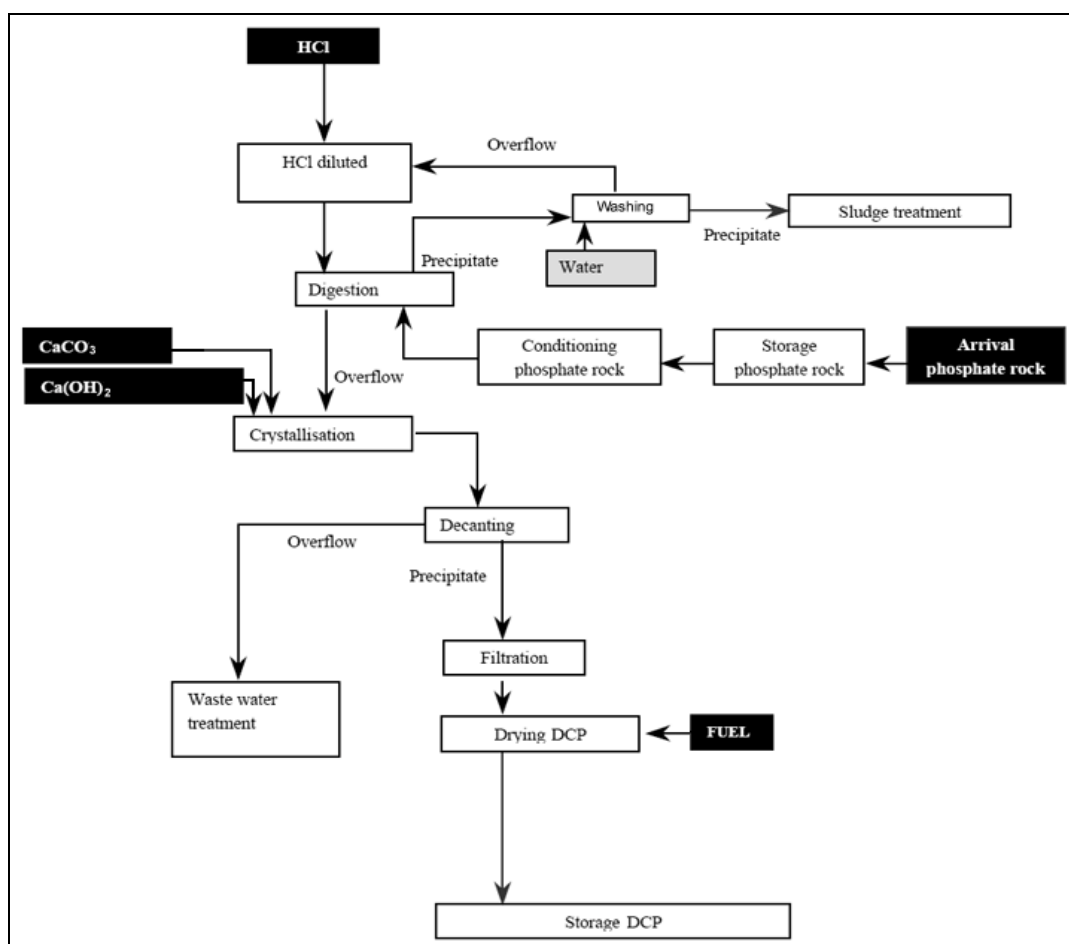 HCl
Overflow
HCl diluted
Washing
Sludge treatment
Precipitate
Precipitate
Water
Digestion
CaCO₃
Conditioning
phosphate rock
Storage
phosphate rock
Arrival
phosphate rock
Ca(OH)₂
Overflow
Crystallisation
Decanting
Overflow
Precipitate
Filtration
Waste water
treatment
Drying DCP
FUEL
Storage DCP